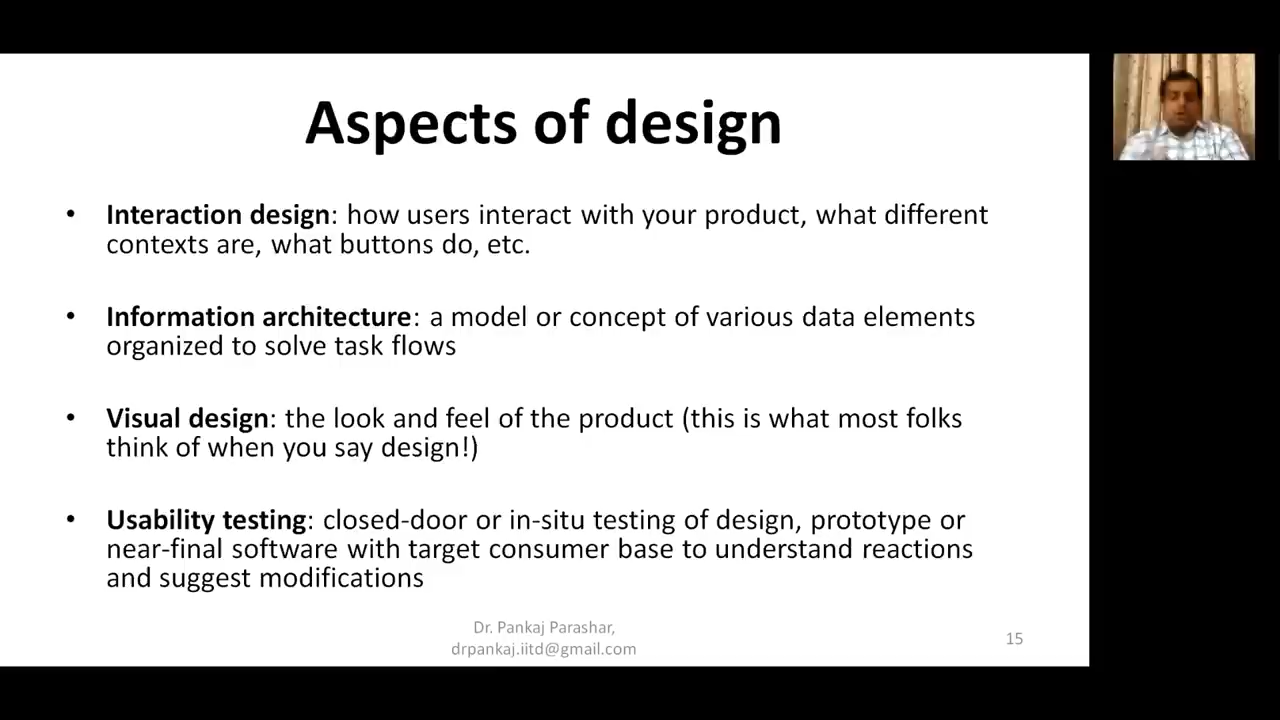 Aspects of design
• Interaction design: how users interact with your product, what different
contexts are, what buttons do, etc.
• Information architecture: a model or concept of various data elements
organized to solve task flows
• Visual design: the look and feel of the product (this is what most folks
think of when you say design!)
• Usability testing: closed-door or in-situ testing of design, prototype or
near-final software with target consumer base to understand reactions
and suggest modifications
Dr. Pankaj Parashar,
drpankaj.iitd@gmail.com
15